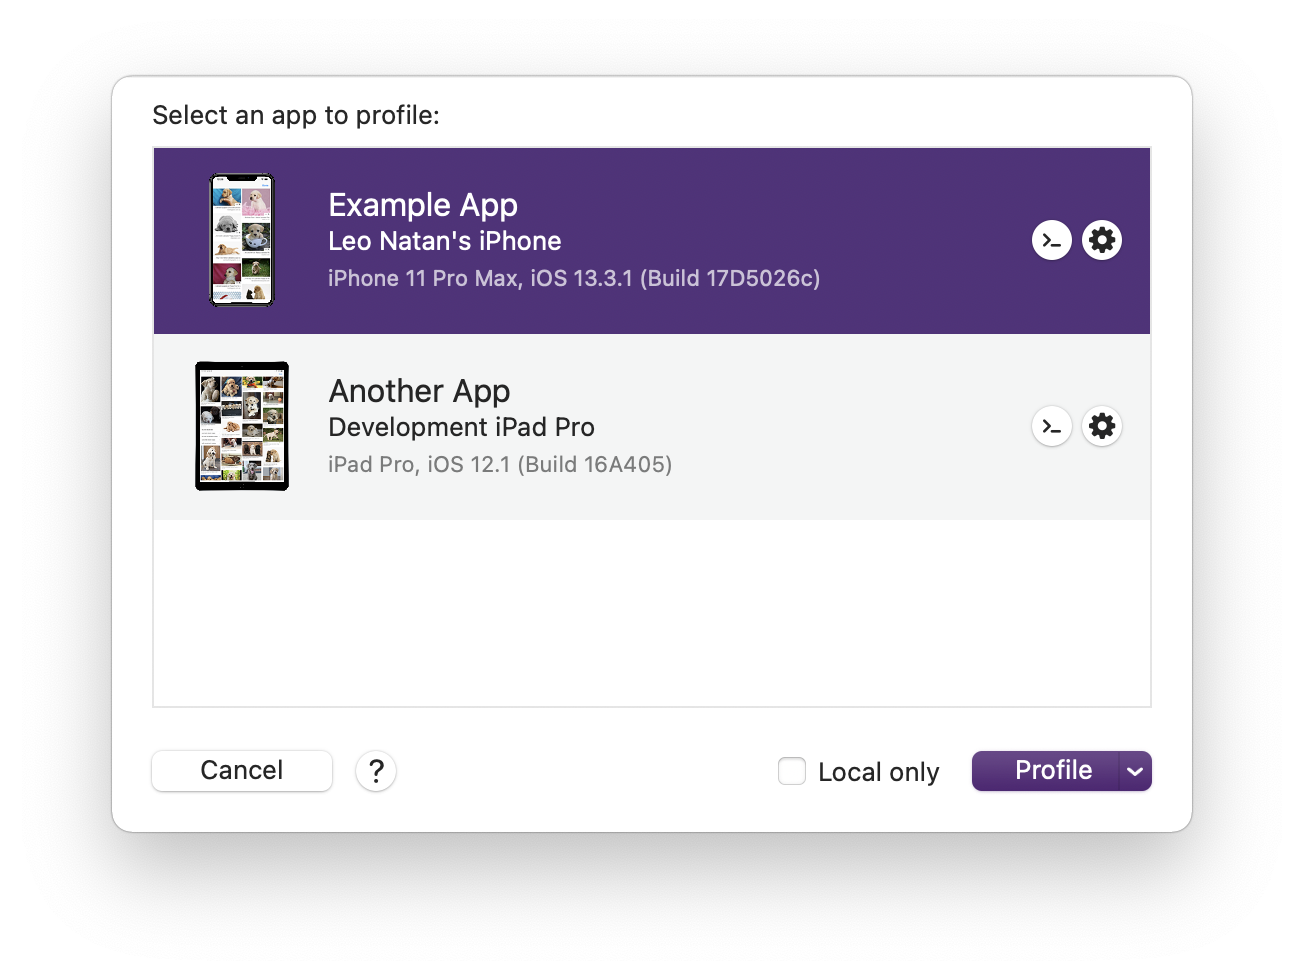 Select an app to profile:
Example App
Leo Natan's iPhone
iPhone 11 Pro Max, iOS 13.3.1 (Build 17D5026c)
Another App
Development iPad Pro
iPad Pro, iOS 12.1 (Build 16A405)
Cancel
?
Local only
Profile